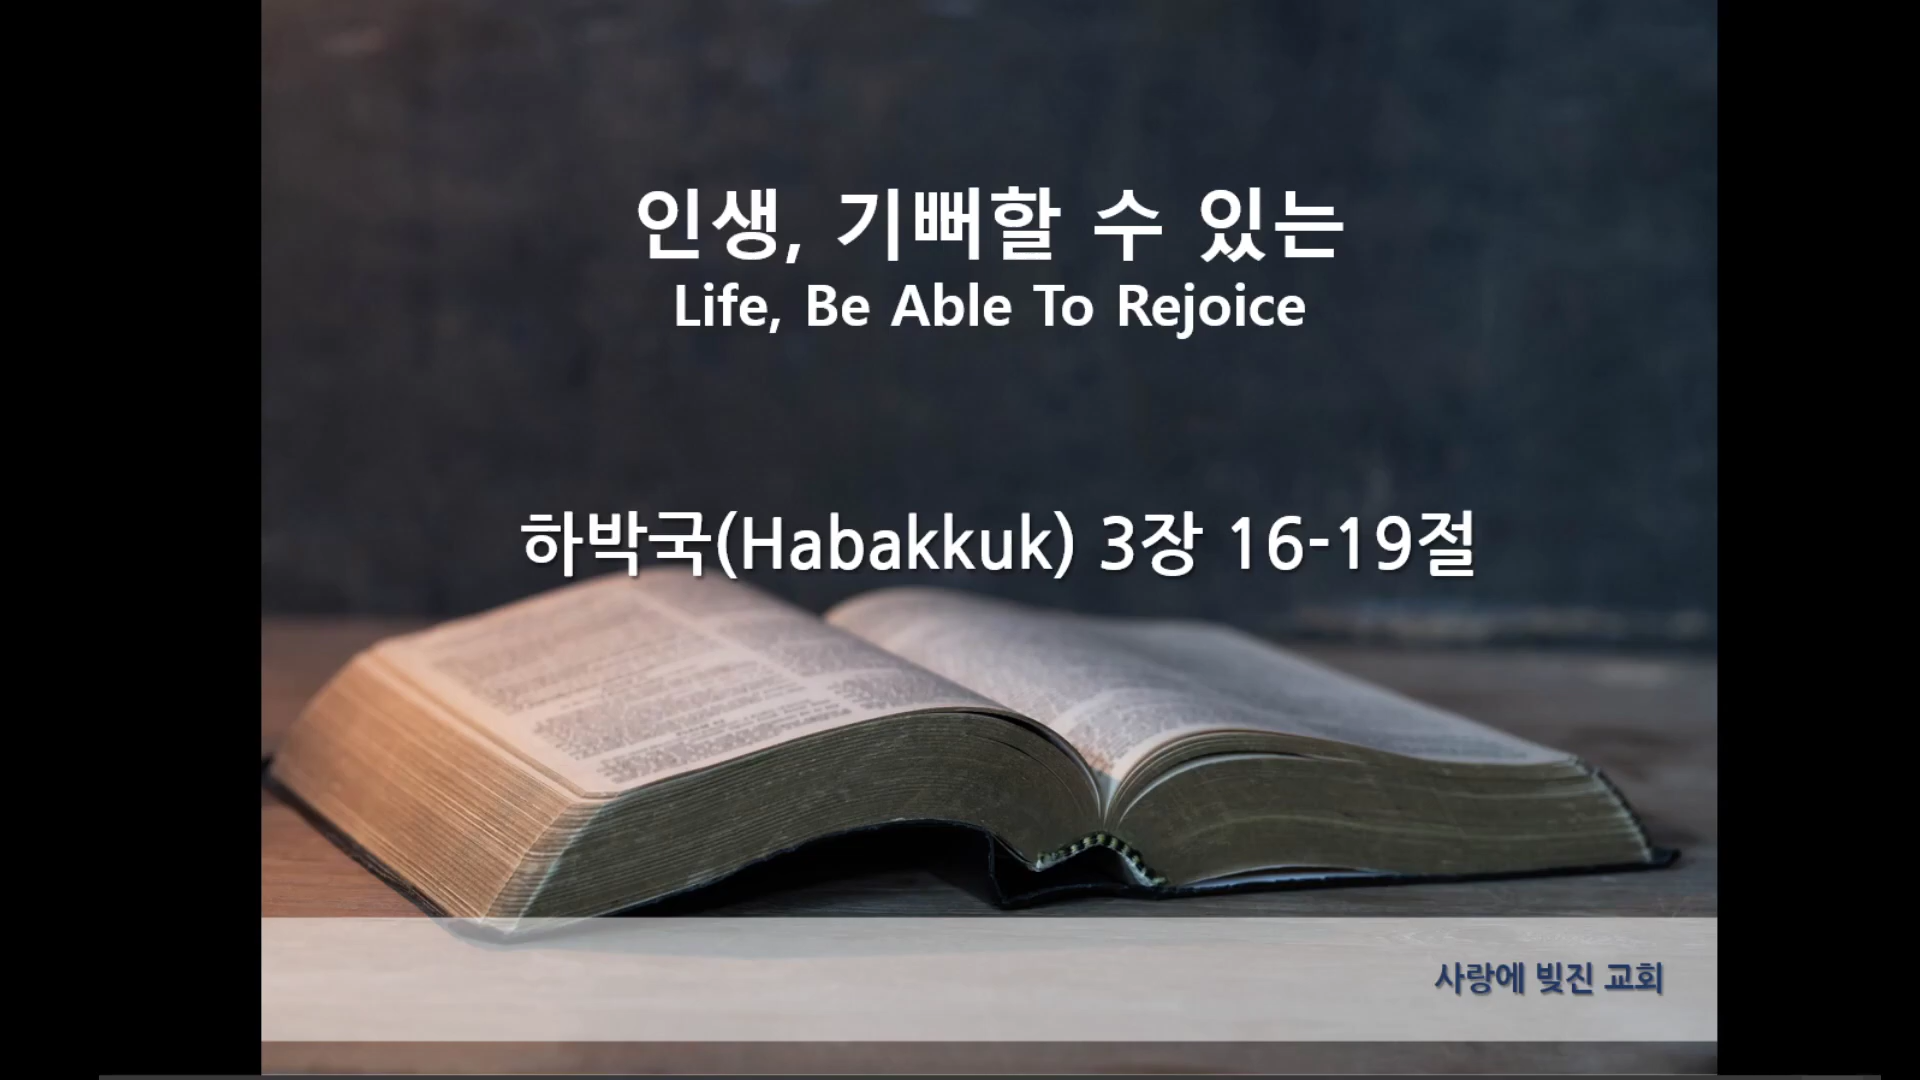 인생, 기뻐할 수 있는
Life, Be Able To Rejoice
하박국(Habakkuk) 3장 16-19절
사랑에 빚진 교회